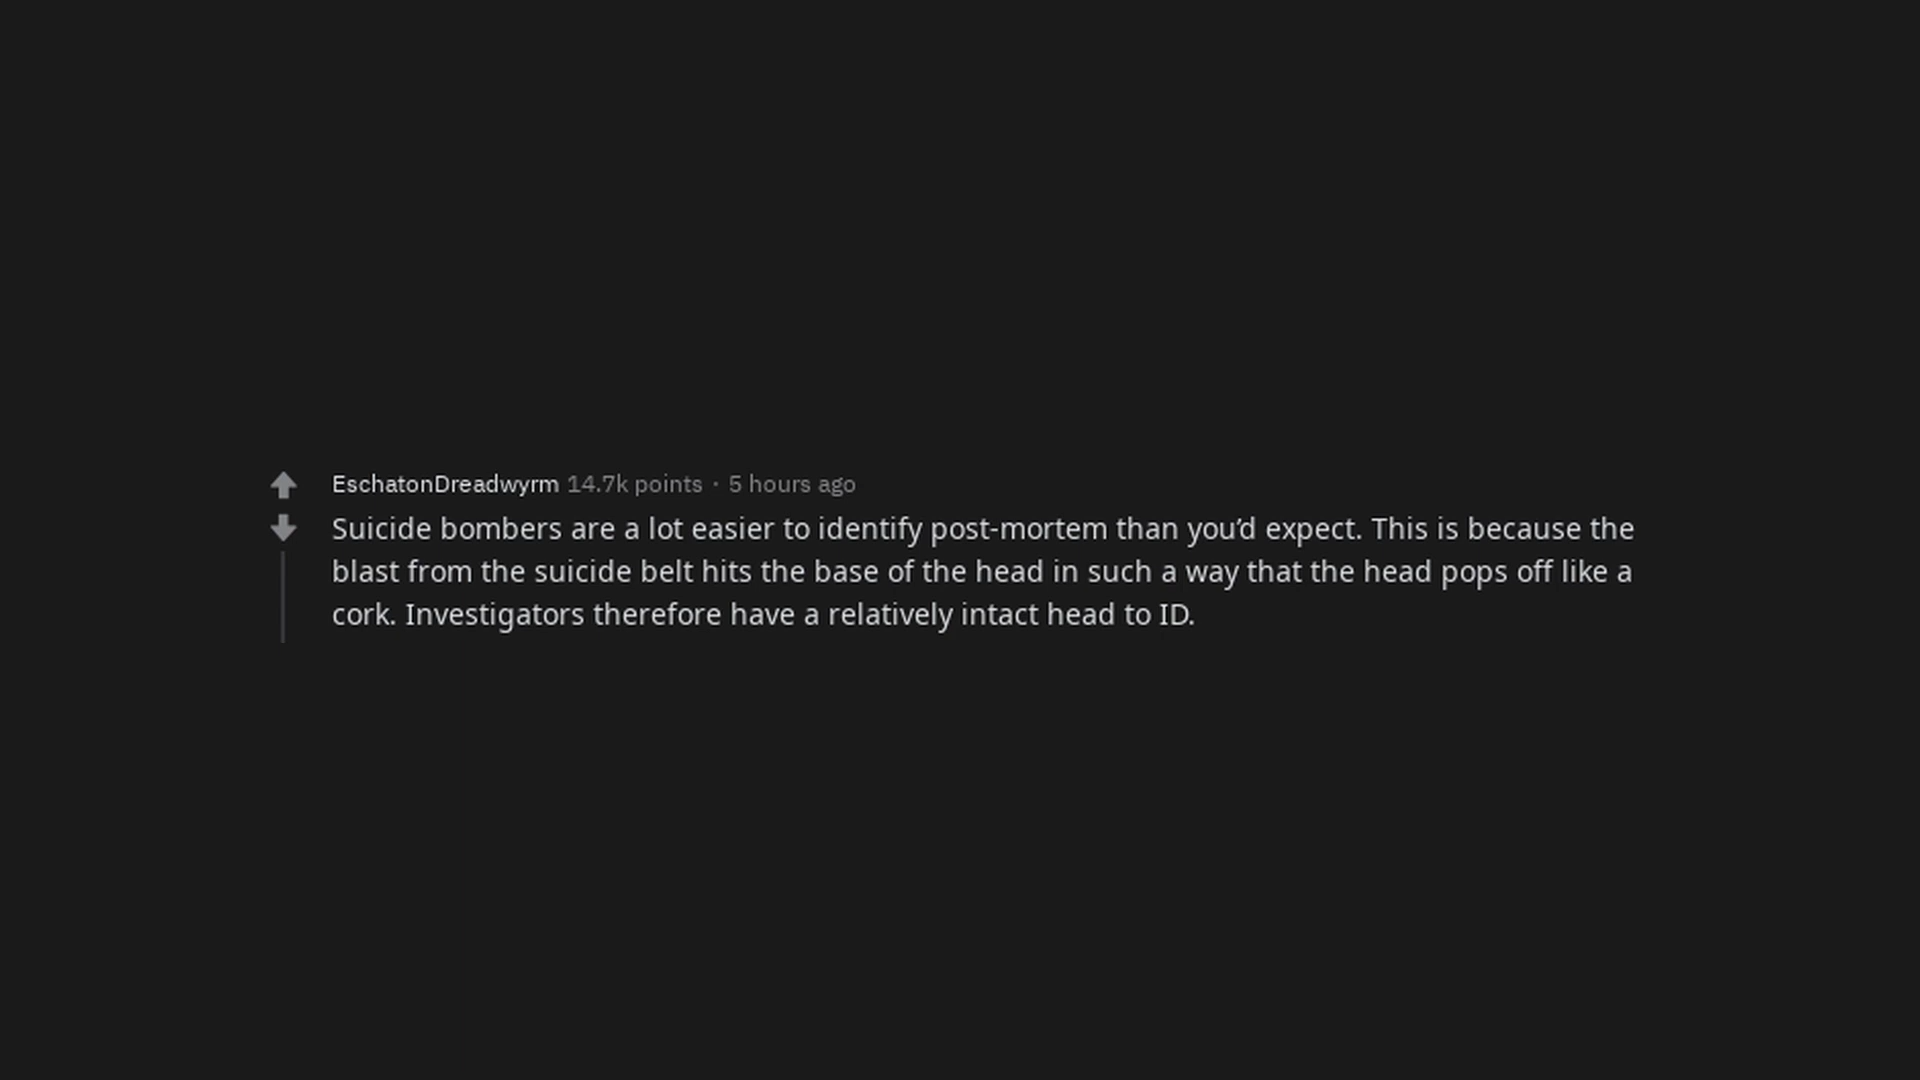 EschatonDreadwyrm 14.7k points · 5 hours ago
Suicide bombers are a lot easier to identify post-mortem than you’d expect. This is because the
blast from the suicide belt hits the base of the head in such a way that the head pops off like a
cork. Investigators therefore have a relatively intact head to ID.